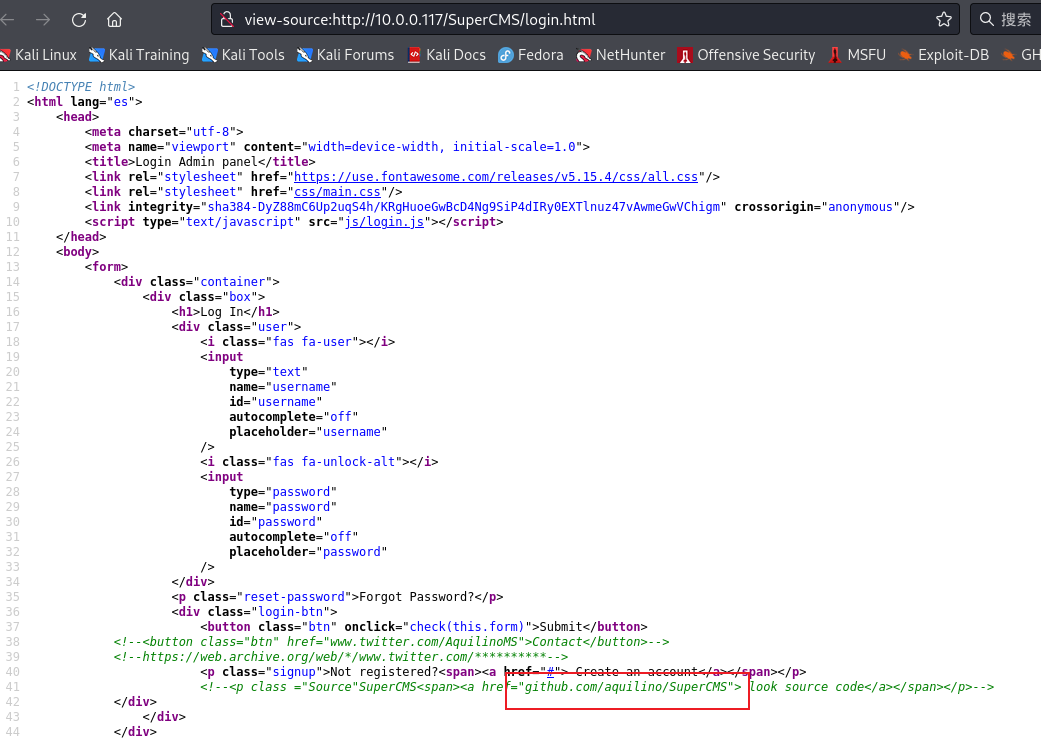 view-source:http://10.0.0.117/SuperCMS/login.html 搜索
Kali Linux Kali Training Kali Tools Kali Forums Kali Docs Fedora NetHunter Offensive Security MSFU Exploit-DB GH
1 <!DOCTYPE html>
2 <html lang="es">
3 <head>
4 <meta charset="utf-8">
5 <meta name="viewport" content="width=device-width, initial-scale=1.0">
6 <title>Login Admin panel</title>
7 <link rel="stylesheet" href="https://use.fontawesome.com/releases/v5.15.4/css/all.css"/>
8 <link rel="stylesheet" href="css/main.css"/>
9 <link integrity="sha384-DyZ88mC6Up2uqS4h/KRgHuoeGwBcD4Ng9SiP4dIRy0EXTlnuz47vAwmeGwVChigm" crossorigin="anonymous"/>
10 <script type="text/javascript" src="js/login.js"></script>
11 </head>
12 <body>
13 <form>
14 <div class="container">
15 <div class="box">
16 <h1>Log In</h1>
17 <div class="user">
18 <i class="fas fa-user"></i>
19 <input
20 type="text"
21 name="username"
22 id="username"
23 autocomplete="off"
24 placeholder="username"
25 />
26 <i class="fas fa-unlock-alt"></i>
27 <input
28 type="password"
29 name="password"
30 id="password"
31 autocomplete="off"
32 placeholder="password"
33 />
34 </div>
35 <p class="reset-password">Forgot Password?</p>
36 <div class="login-btn">
37 <button class="btn" onclick="check(this.form)">Submit</button>
38 <!--<button class="btn" href="www.twitter.com/AquilinoMS">Contact</button>-->
39 <!--https://web.archive.org/web/*/www.twitter.com/**********-->
40 <p class="signup">Not registered?<span><a href="#"> Create an account</a></span></p>
41 <!--<p class ="Source"SuperCMS<span><a href="github.com/aquilino/SuperCMS"> look source code</a></span></p>-->
42 </div>
43 </div>
44 </div>